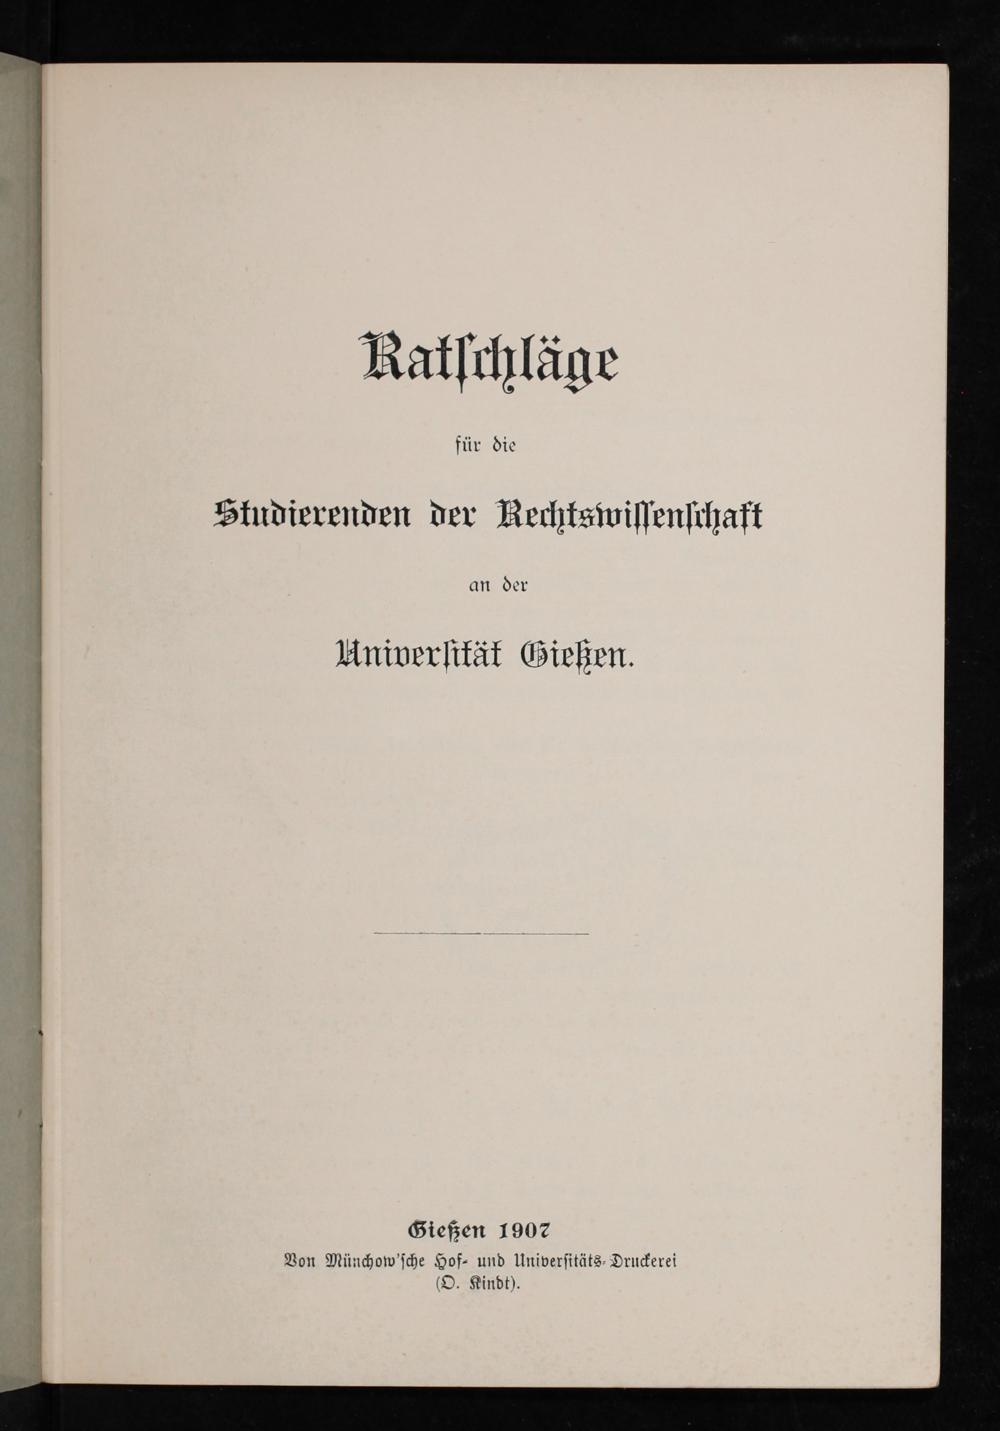 Ratschläge
für die
Studierenden der Rechtswissenschaft
an der
Universität Gießen.
Gießen 1907
Von Münchow'sche Hof- und Universitäts-Druckerei
(O. Kindt).